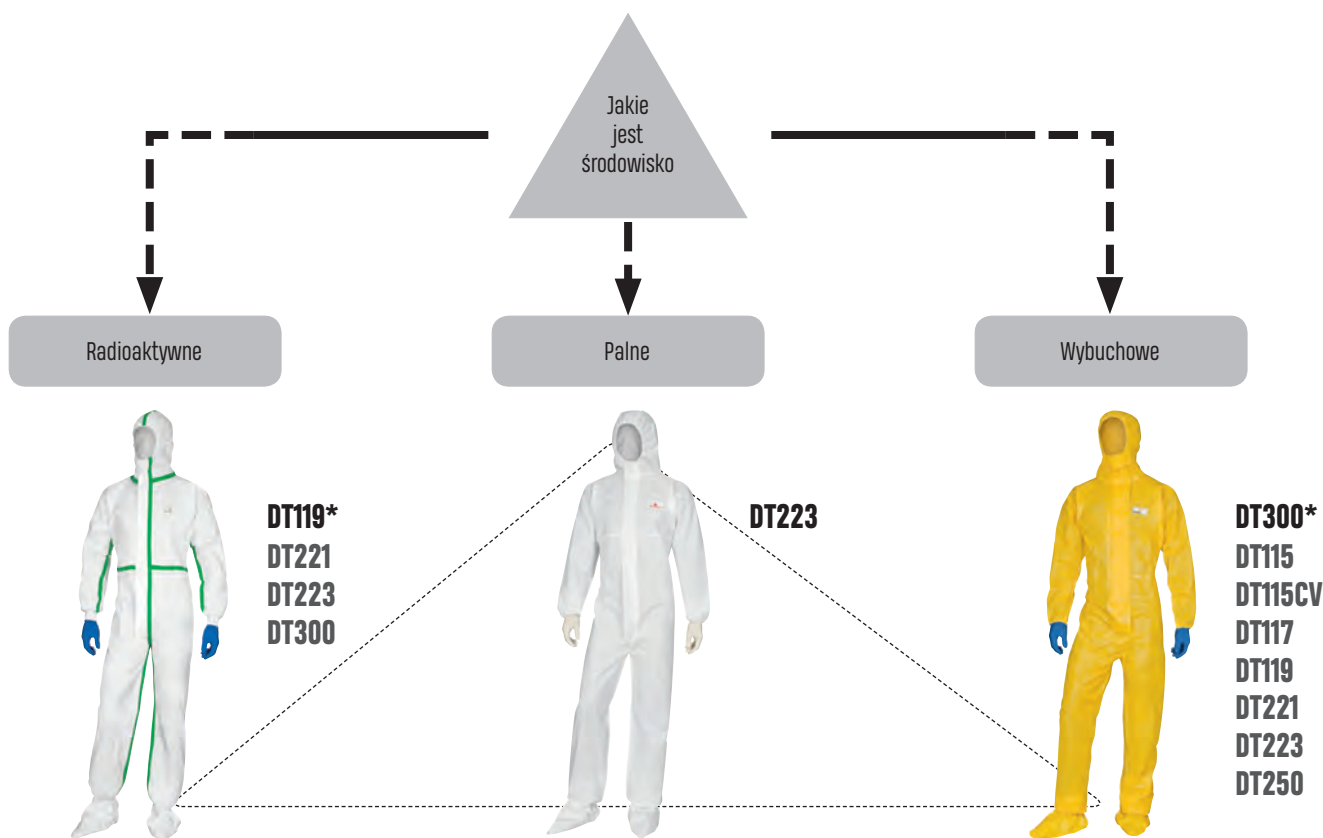 Jakie
jest
środowisko
Radioaktywne
Palne
Wybuchowe
DT119*
DT221
DT223
DT300
DT223
DT300*
DT115
DT115CV
DT117
DT119
DT221
DT223
DT250